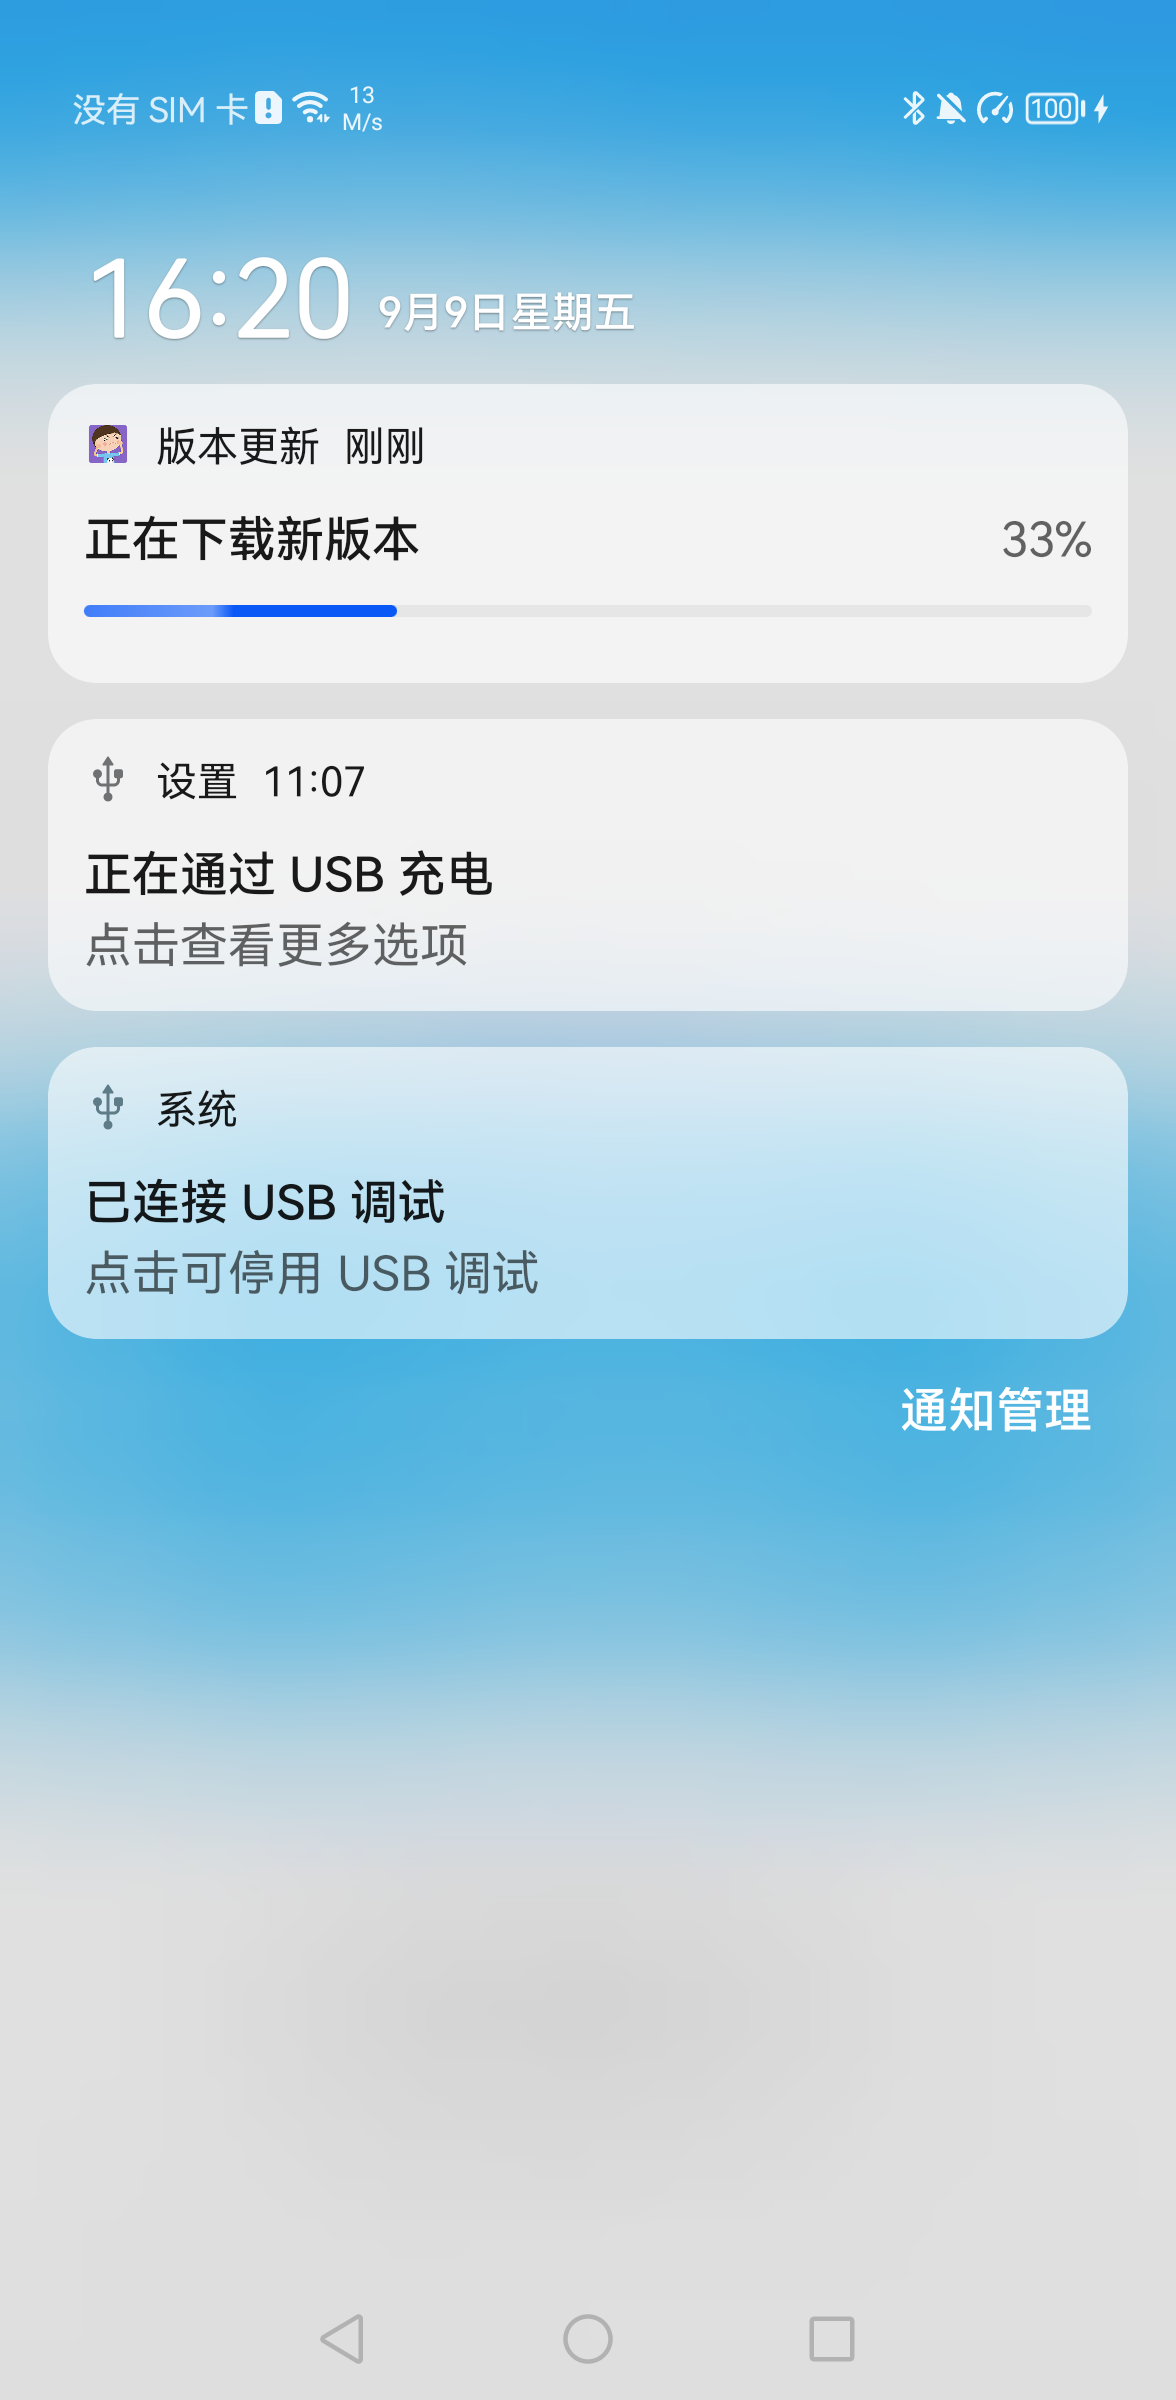 没有 SIM 卡
13
M/s
100
16:20 9月9日星期五
版本更新 刚刚
正在下载新版本 33%
设置 11:07
正在通过 USB 充电
点击查看更多选项
系统
已连接 USB 调试
点击可停用 USB 调试
通知管理